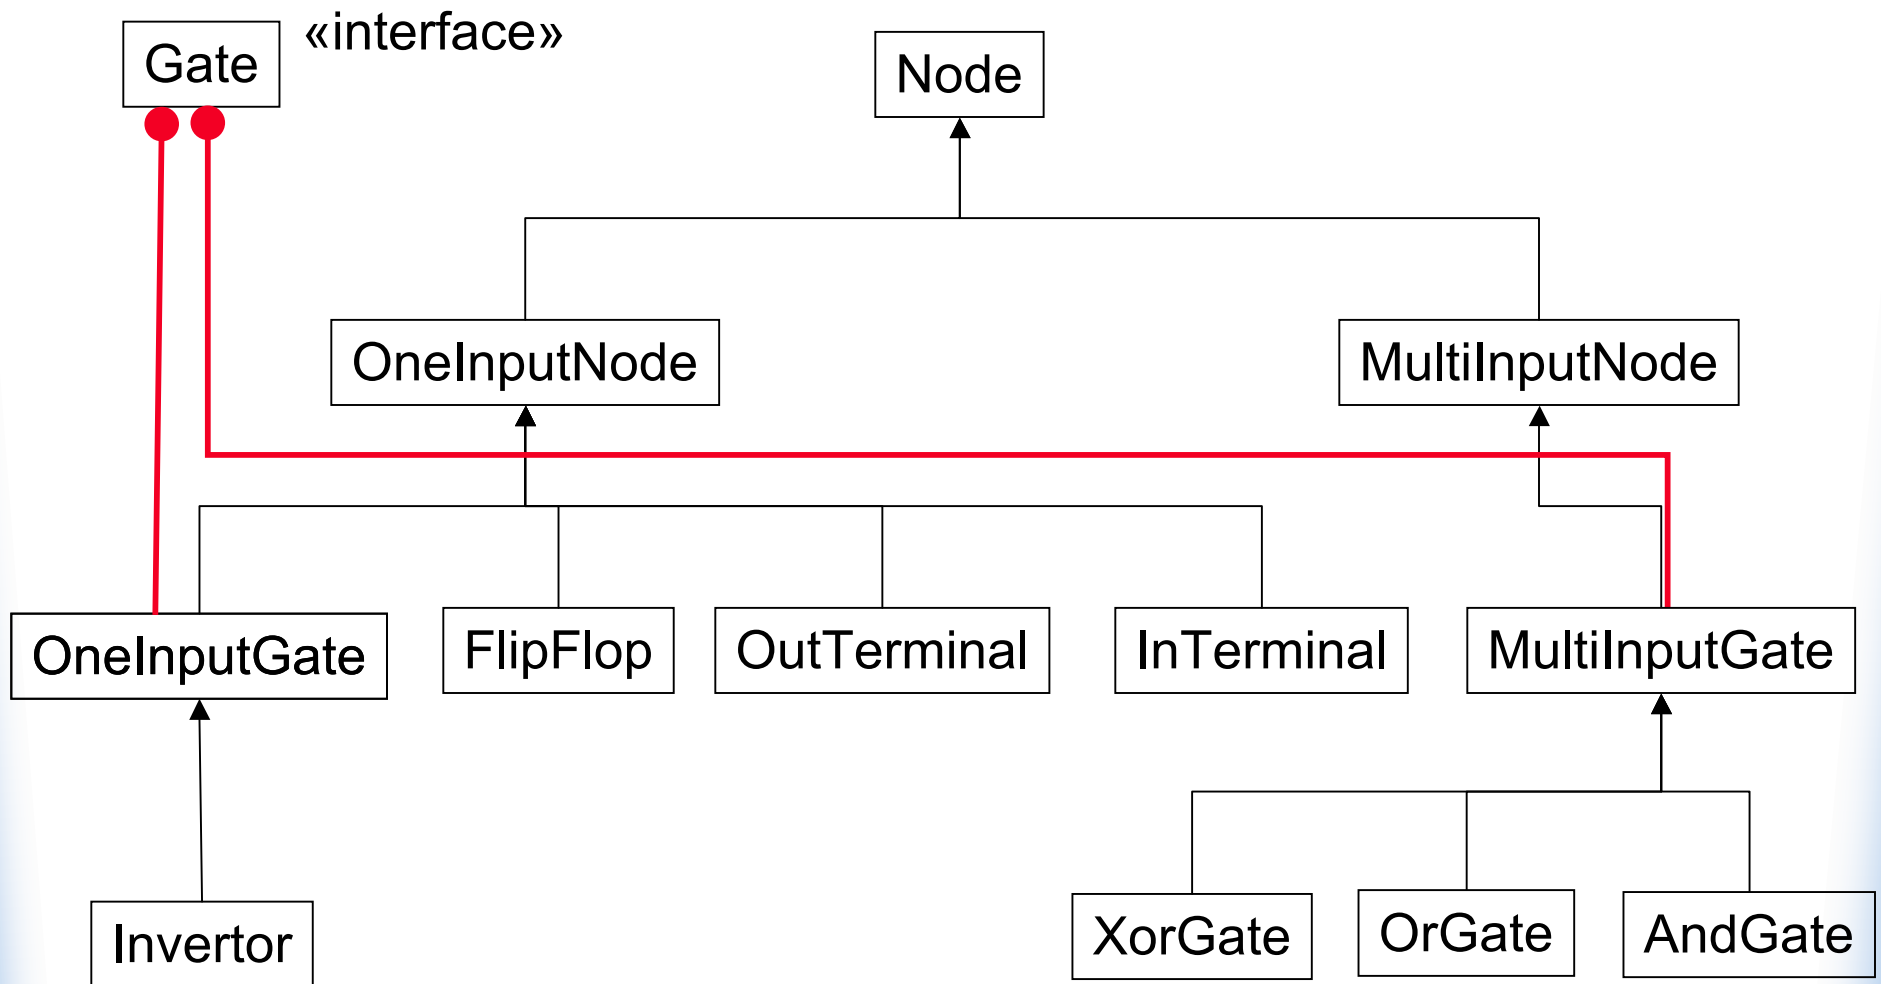 «interface»
Gate
Node
OneInputNode
MultiInputNode
OneInputGate
FlipFlop
OutTerminal
InTerminal
MultiInputGate
Invertor
XorGate
OrGate
AndGate